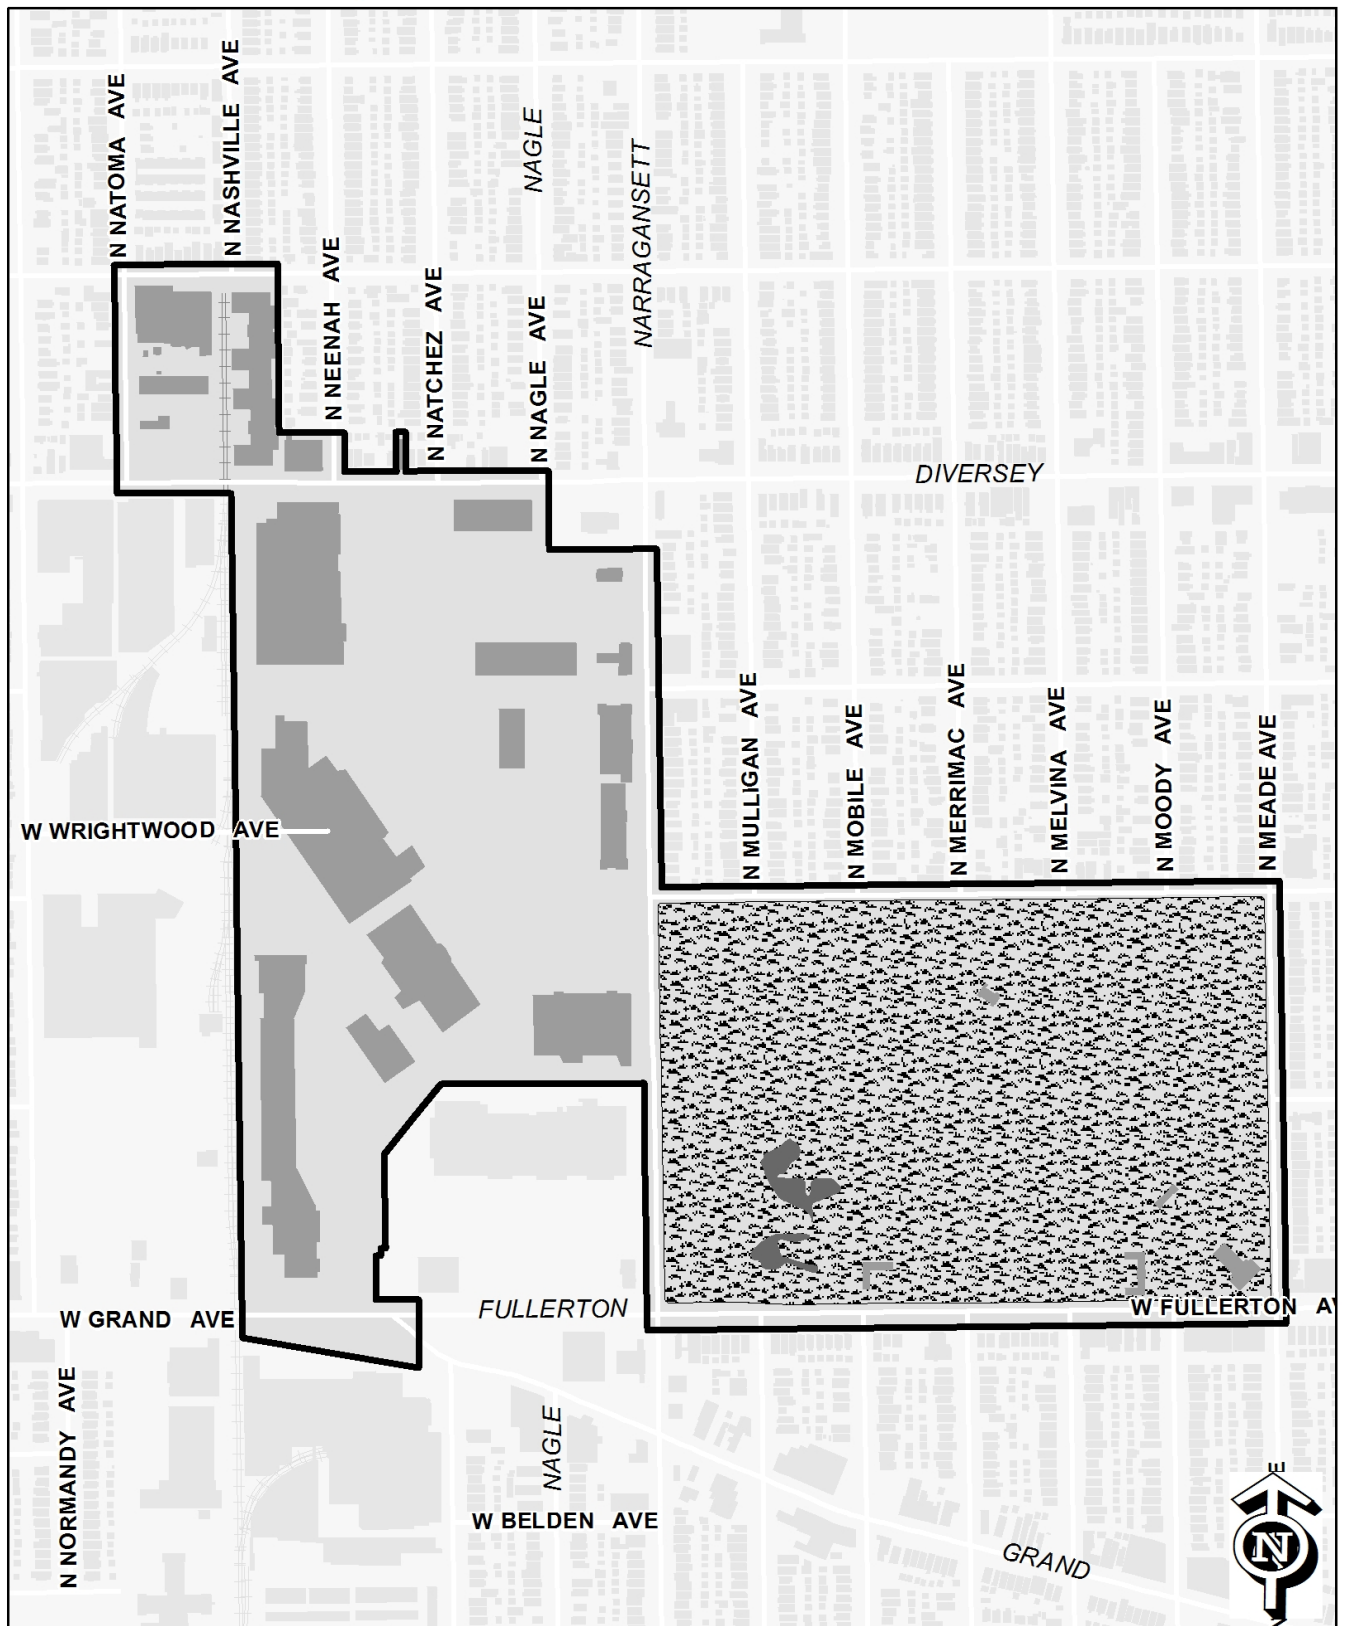 N NATOMA AVE
N NASHVILLE AVE
NAGLE
NARRAGANSETT
N NEENAH AVE
N NATCHEZ AVE
N NAGLE AVE
DIVERSEY
N MULLIGAN AVE
N MOBILE AVE
N MERRIMAC AVE
N MELVINA AVE
N MOODY AVE
N MEADE AVE
W WRIGHTWOOD AVE
W GRAND AVE
FULLERTON
W FULLERTON AV
N NORMANDY AVE
NAGLE
W BELDEN AVE
GRAND
E
N